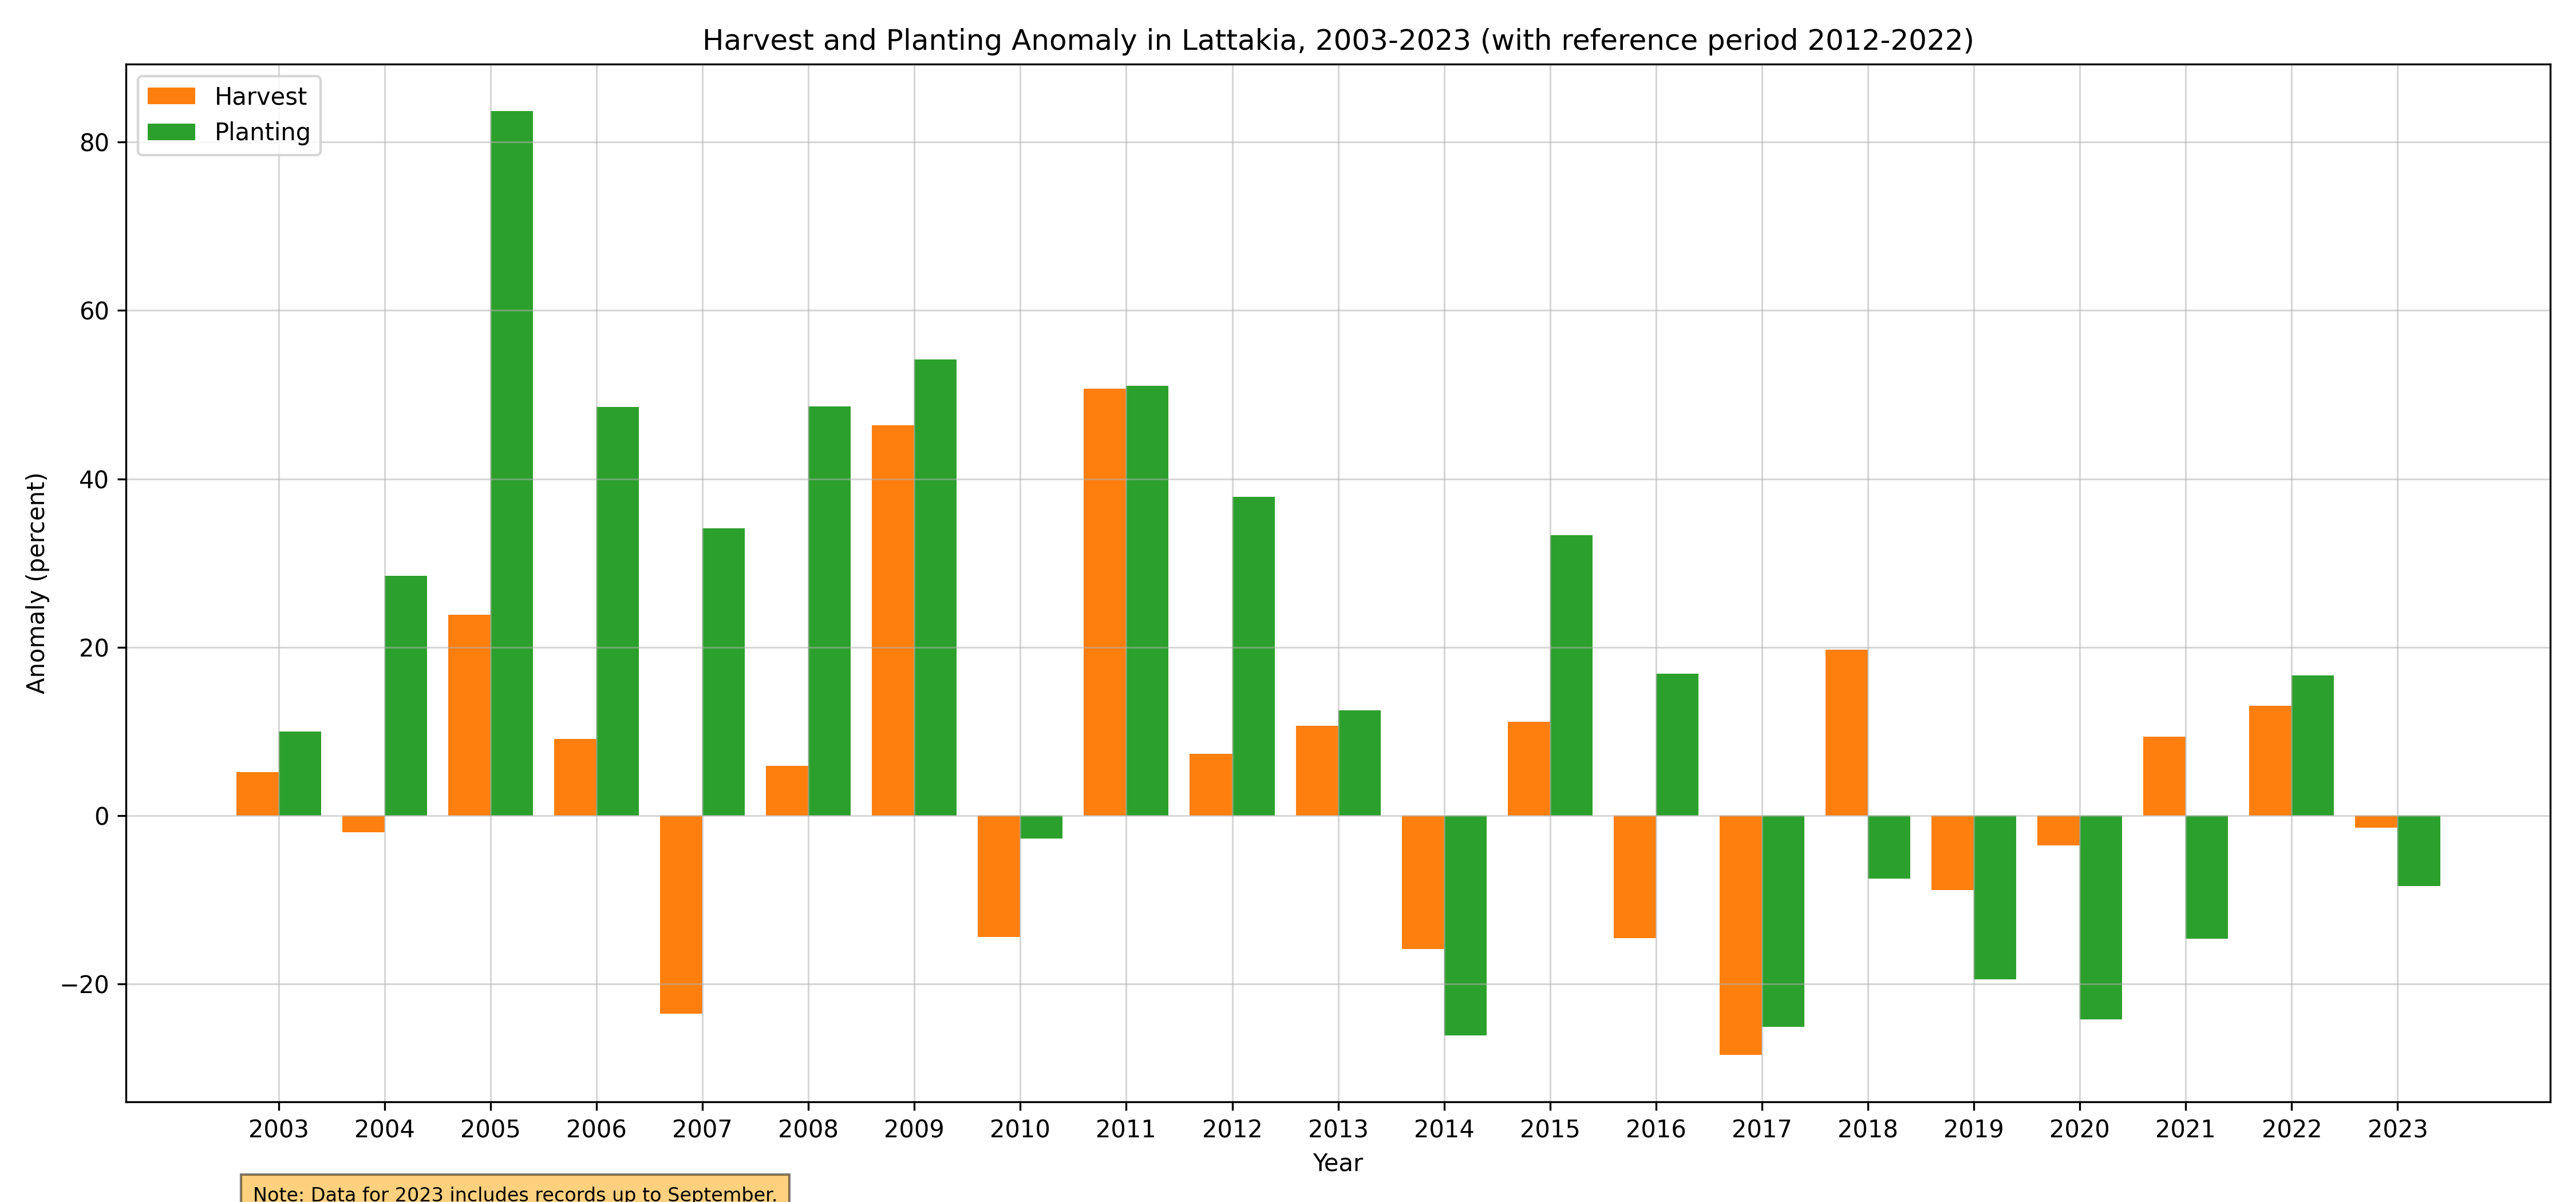 Harvest and Planting Anomaly in Lattakia, 2003-2023 (with reference period 2012-2022)
Harvest
Planting
Anomaly (percent)
80
60
40
20
0
−20
2003 2004 2005 2006 2007 2008 2009 2010 2011 2012 2013 2014 2015 2016 2017 2018 2019 2020 2021 2022 2023
Year
Note: Data for 2023 includes records up to September.